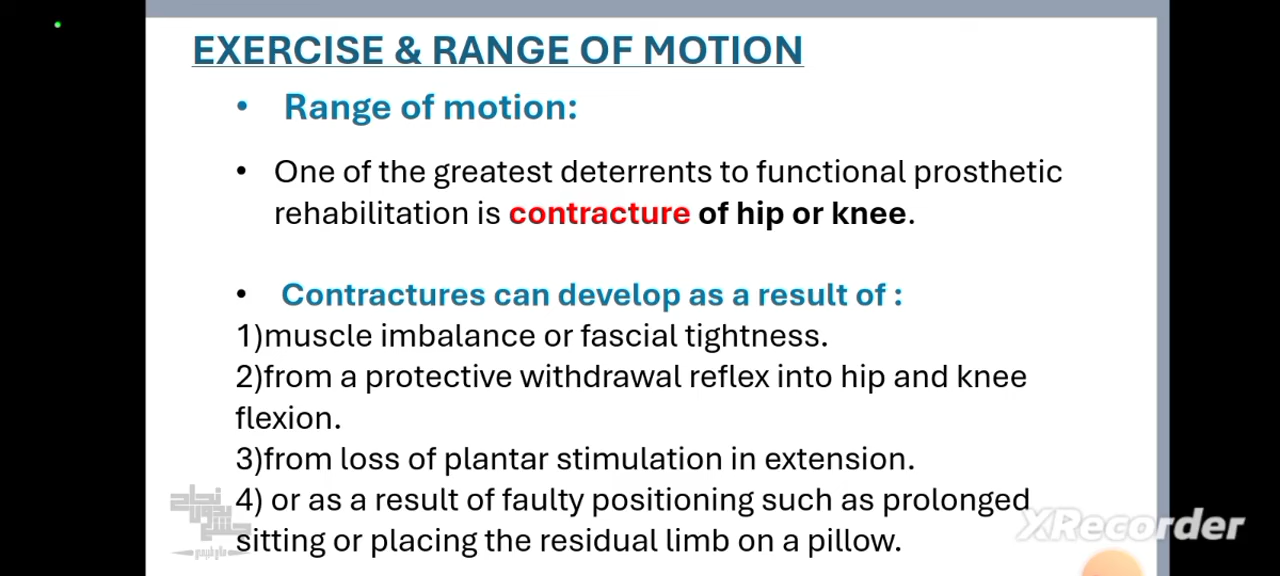 EXERCISE & RANGE OF MOTION
• Range of motion:
• One of the greatest deterrents to functional prosthetic
rehabilitation is contracture of hip or knee.
• Contractures can develop as a result of :
1)muscle imbalance or fascial tightness.
2)from a protective withdrawal reflex into hip and knee
flexion.
3)from loss of plantar stimulation in extension.
4) or as a result of faulty positioning such as prolonged
sitting or placing the residual limb on a pillow.
XRecorder